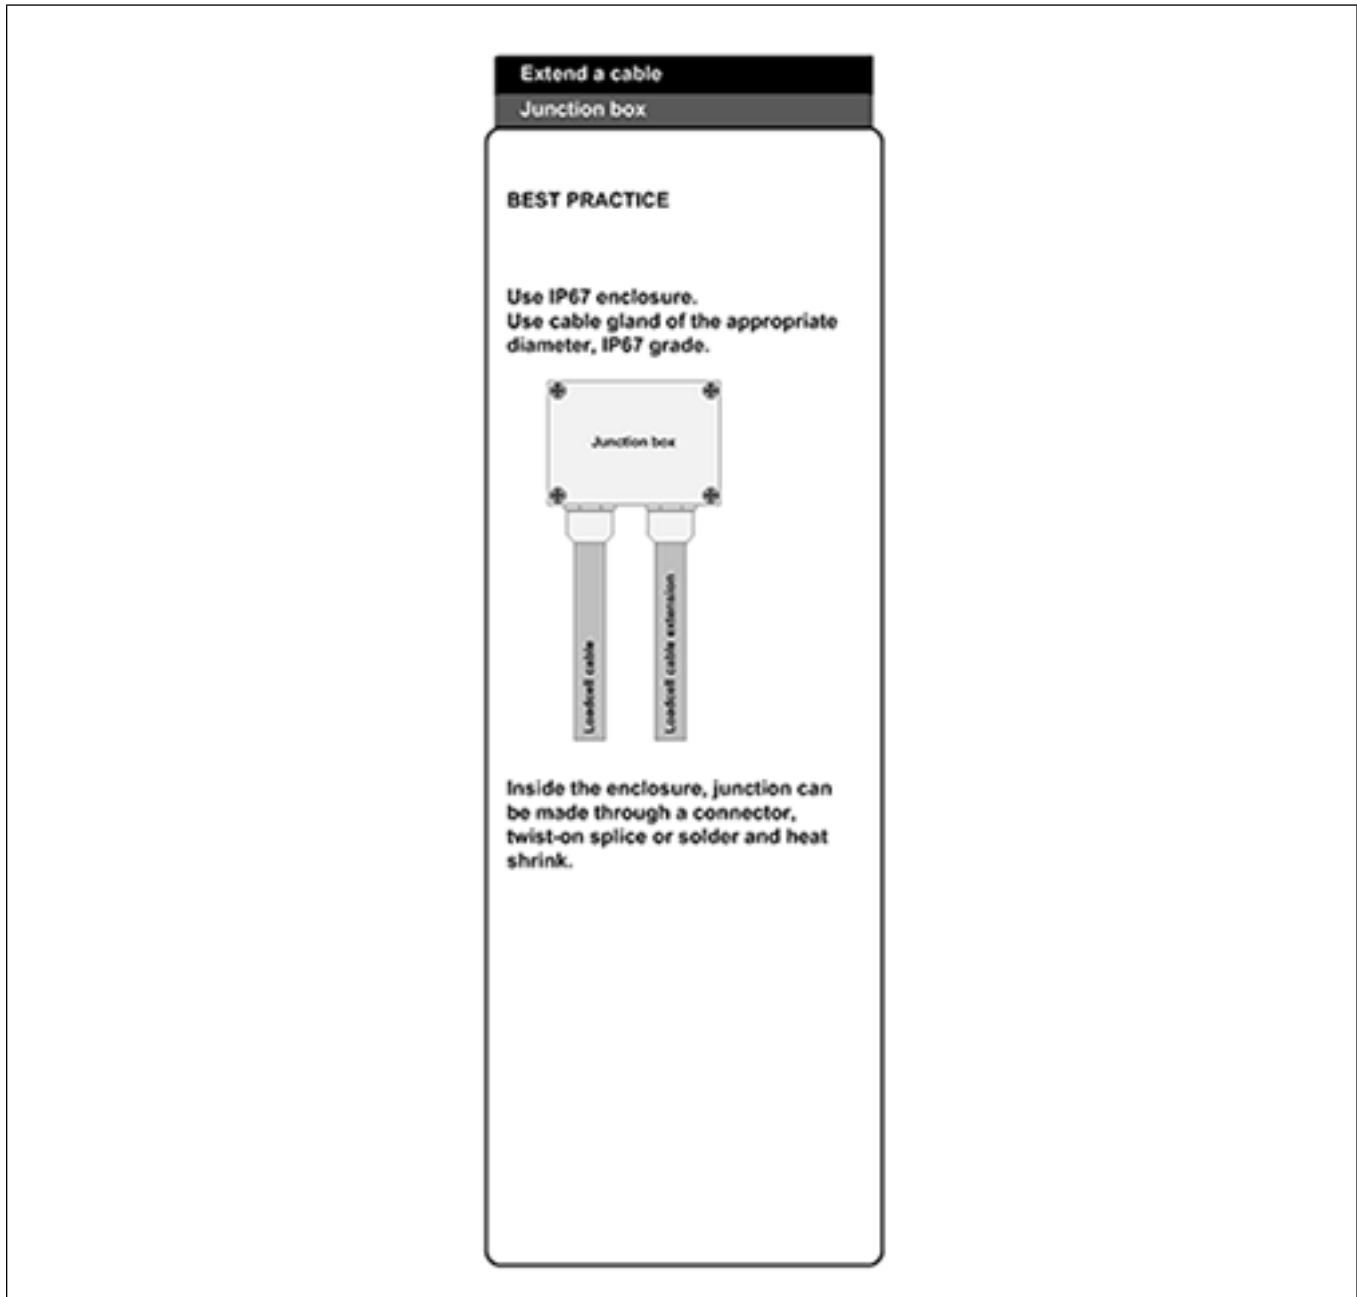 Extend a cable
Junction box
BEST PRACTICE
Use IP67 enclosure.
Use cable gland of the appropriate
diameter, IP67 grade.
Junction box
Loadcell cable
Loadcell cable extension
Inside the enclosure, junction can
be made through a connector,
twist-on splice or solder and heat
shrink.